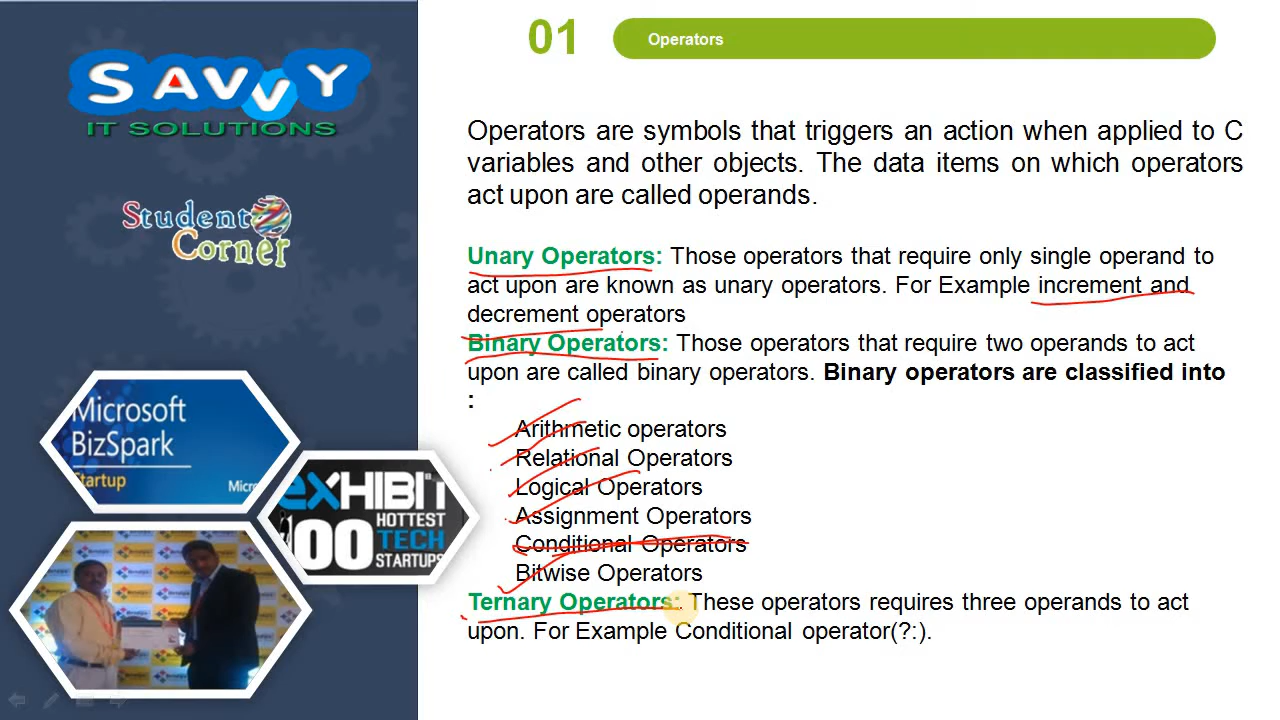 SAVVY
IT SOLUTIONS
Student
Corner
Microsoft
BizSpark
Startup
Micr
eXHIBIT
100
HOTTEST
TECH
STARTUPS
01
Operators
Operators are symbols that triggers an action when applied to C
variables and other objects. The data items on which operators
act upon are called operands.
Unary Operators: Those operators that require only single operand to
act upon are known as unary operators. For Example increment and
decrement operators
Binary Operators: Those operators that require two operands to act
upon are called binary operators. Binary operators are classified into
:
Arithmetic operators
Relational Operators
Logical Operators
Assignment Operators
Conditional Operators
Bitwise Operators
Ternary Operators: These operators requires three operands to act
upon. For Example Conditional operator(?:).